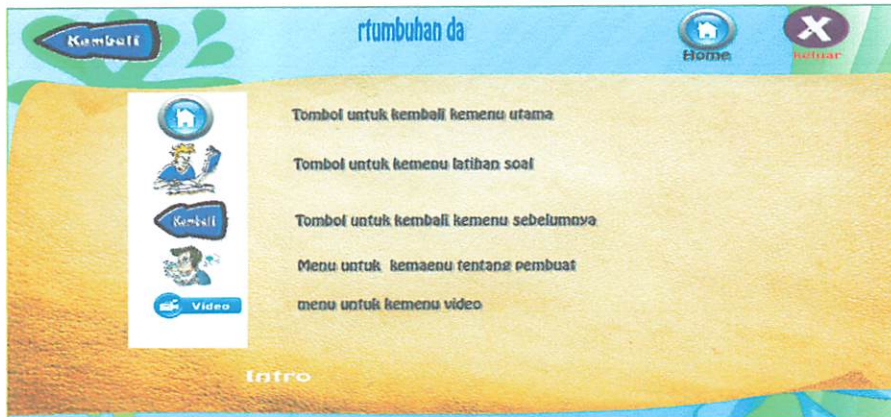 Kembali
rtumbuhan da
Home
Keluar
Tombol untuk kembali kemenu utama
Tombol untuk kemenu latihan soal
Kembali
Tombol untuk kembali kemenu sebelumnya
Menu untuk kemaenu tentang pembuat
Video
menu untuk kemenu video
Intro